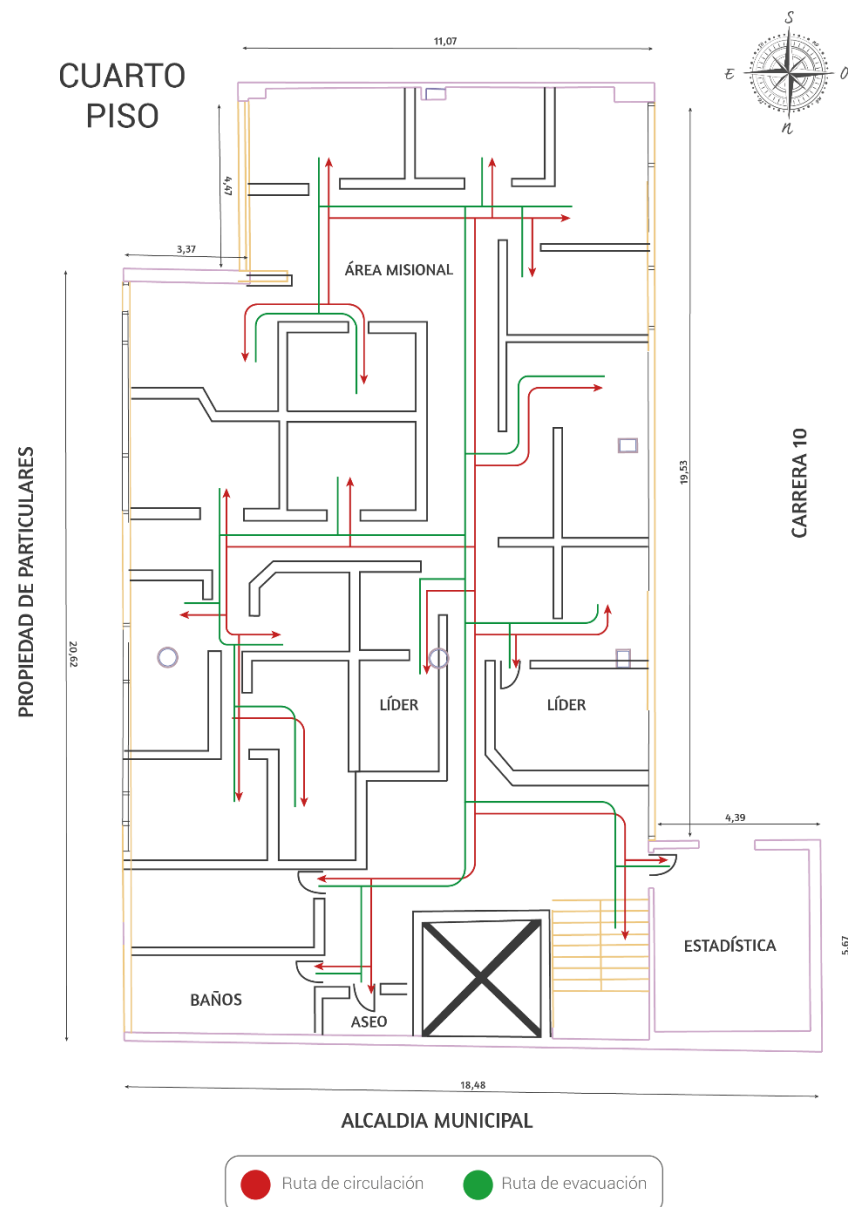 S
11,07
CUARTO
PISO
E
O
n
4,47
3,37
ÁREA MISIONAL
PROPIEDAD DE PARTICULARES
20,62
19,53
CARRERA 10
LÍDER
LÍDER
4,39
ESTADÍSTICA
5,67
BAÑOS
ASEO
18,48
ALCALDIA MUNICIPAL
Ruta de circulación
Ruta de evacuación